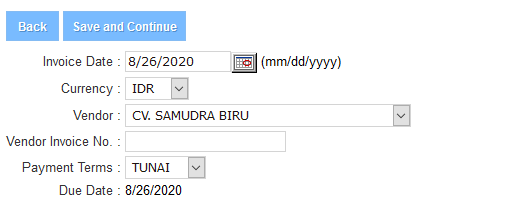 Back Save and Continue
Invoice Date : 8/26/2020 (mm/dd/yyyy)
Currency : IDR
Vendor : CV. SAMUDRA BIRU
Vendor Invoice No. :
Payment Terms : TUNAI
Due Date : 8/26/2020